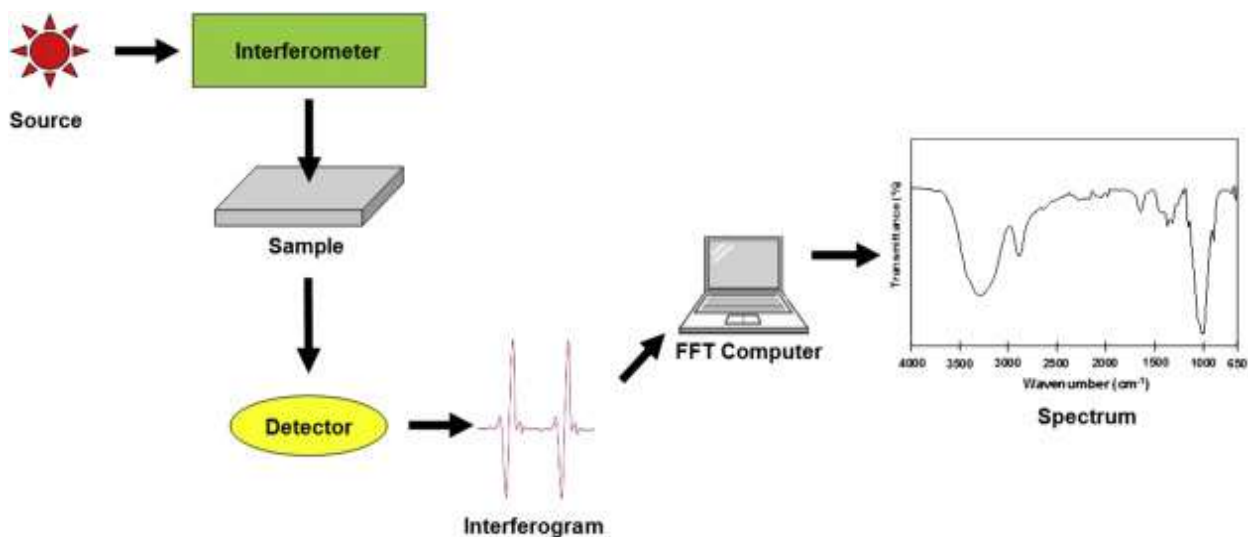 Source
Interferometer
Sample
Detector
Interferogram
FFT Computer
Transmittance (%)
4000 3500 3000 2500 2000 1500 1000 650
Wavenumber (cm⁻¹)
Spectrum